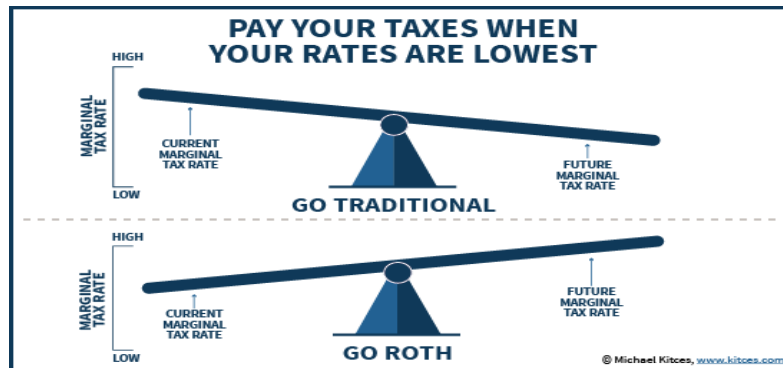 PAY YOUR TAXES WHEN
YOUR RATES ARE LOWEST
HIGH
MARGINAL
TAX RATE
LOW
CURRENT
MARGINAL
TAX RATE
FUTURE
MARGINAL
TAX RATE
GO TRADITIONAL
HIGH
MARGINAL
TAX RATE
LOW
CURRENT
MARGINAL
TAX RATE
FUTURE
MARGINAL
TAX RATE
GO ROTH
© Michael Kitces, www.kitces.com